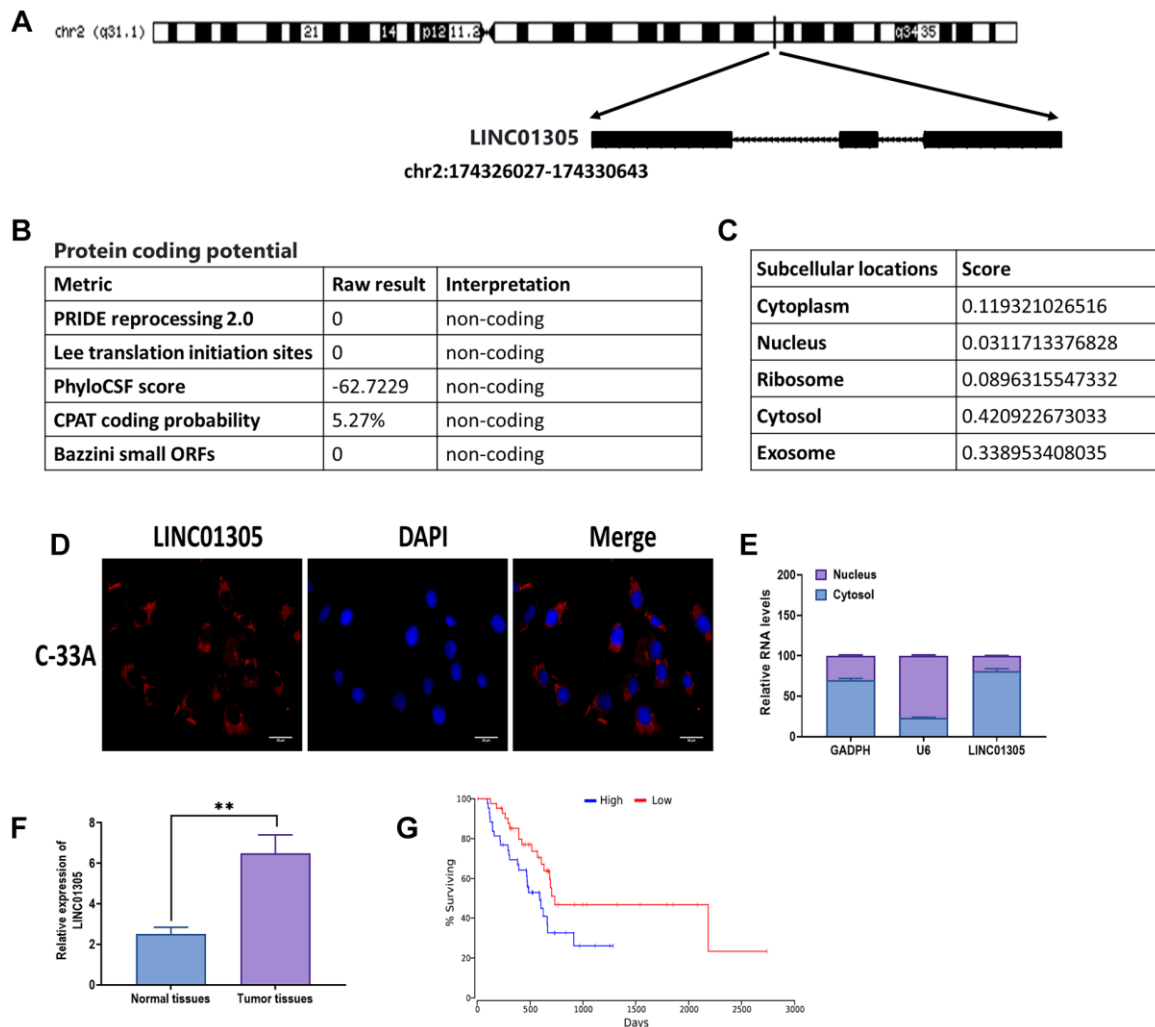 A
chr2 (q31.1) 21 14 p12 11.2 q34 35
LINC01305
chr2:174326027-174330643
B
Protein coding potential
Metric Raw result Interpretation
PRIDE reprocessing 2.0 0 non-coding
Lee translation initiation sites 0 non-coding
PhyloCSF score -62.7229 non-coding
CPAT coding probability 5.27% non-coding
Bazzini small ORFs 0 non-coding
C
Subcellular locations Score
Cytoplasm 0.119321026516
Nucleus 0.0311713376828
Ribosome 0.0896315547332
Cytosol 0.420922673033
Exosome 0.338953408035
D
LINC01305 DAPI Merge
C-33A
E
Nucleus
Cytosol
Relative RNA levels
200
150
100
50
0
GADPH U6 LINC01305
F
**
Relative expression of
LINC01305
8
6
4
2
0
Normal tissues Tumor tissues
G
High Low
% Surviving
100
80
60
40
20
0
0 500 1000 1500 2000 2500 3000
Days